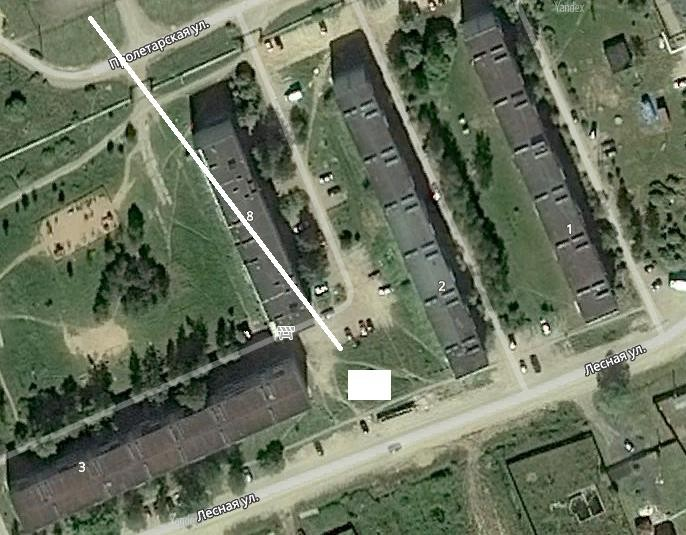 Yandex
Пролетарская ул.
8
1
2
Лесная ул.
3
Лесная ул.
Yandex